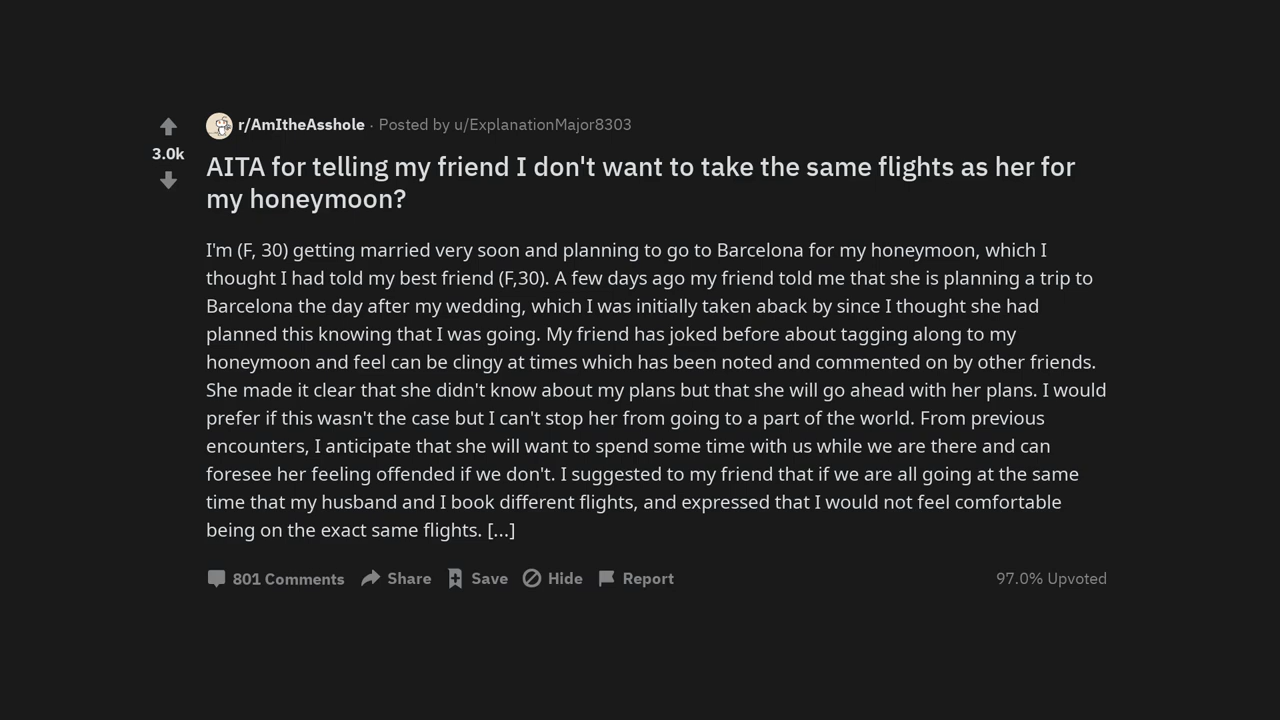 r/AmItheAsshole · Posted by u/ExplanationMajor8303
3.0k
AITA for telling my friend I don't want to take the same flights as her for
my honeymoon?
I'm (F, 30) getting married very soon and planning to go to Barcelona for my honeymoon, which I
thought I had told my best friend (F,30). A few days ago my friend told me that she is planning a trip to
Barcelona the day after my wedding, which I was initially taken aback by since I thought she had
planned this knowing that I was going. My friend has joked before about tagging along to my
honeymoon and feel can be clingy at times which has been noted and commented on by other friends.
She made it clear that she didn't know about my plans but that she will go ahead with her plans. I would
prefer if this wasn't the case but I can't stop her from going to a part of the world. From previous
encounters, I anticipate that she will want to spend some time with us while we are there and can
foresee her feeling offended if we don't. I suggested to my friend that if we are all going at the same
time that my husband and I book different flights, and expressed that I would not feel comfortable
being on the exact same flights. [...]
801 Comments Share Save Hide Report 97.0% Upvoted